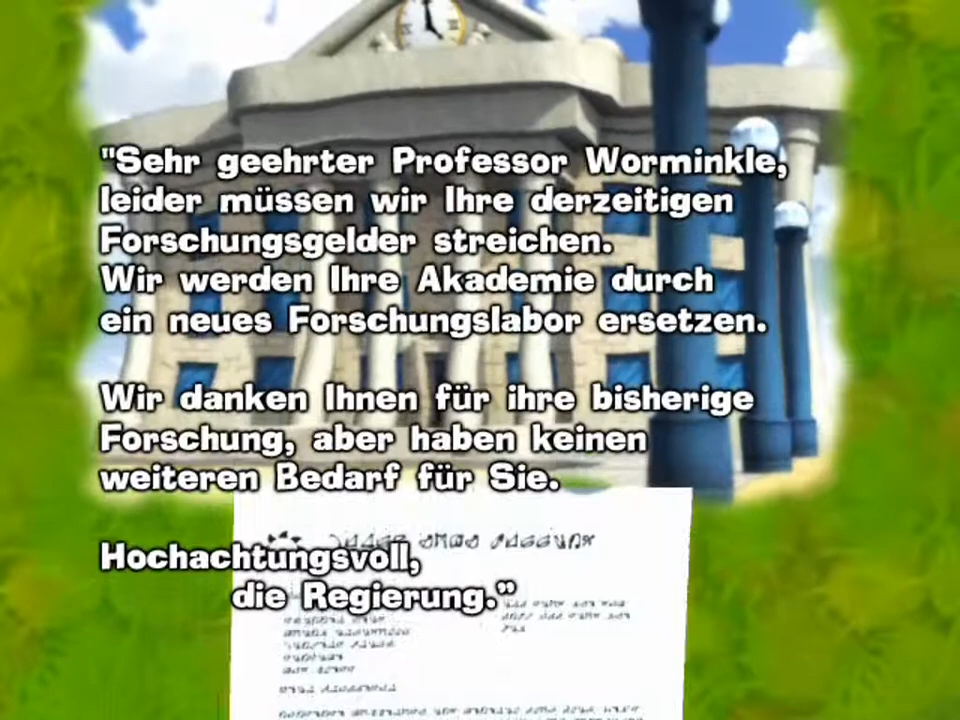 "Sehr geehrter Professor Worminkle,
leider müssen wir Ihre derzeitigen
Forschungsgelder streichen.
Wir werden Ihre Akademie durch
ein neues Forschungslabor ersetzen.
Wir danken Ihnen für ihre bisherige
Forschung, aber haben keinen
weiteren Bedarf für Sie.
Hochachtungsvoll,
die Regierung.”